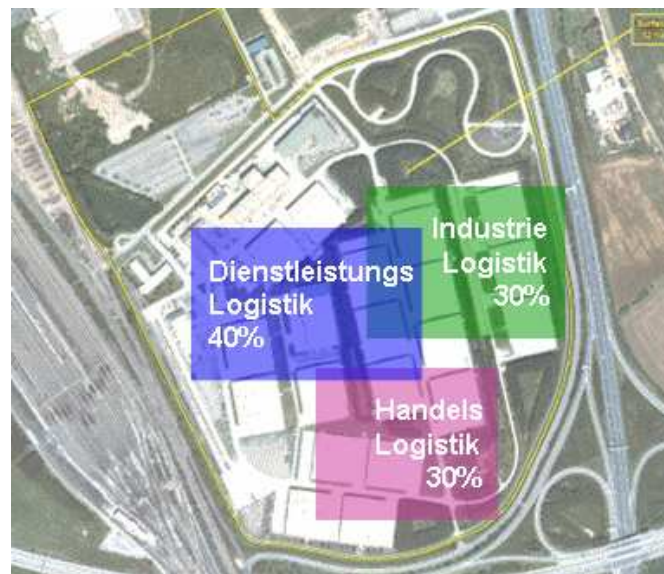 Industrie
Logistik
30%
Dienstleistungs
Logistik
40%
Handels
Logistik
30%